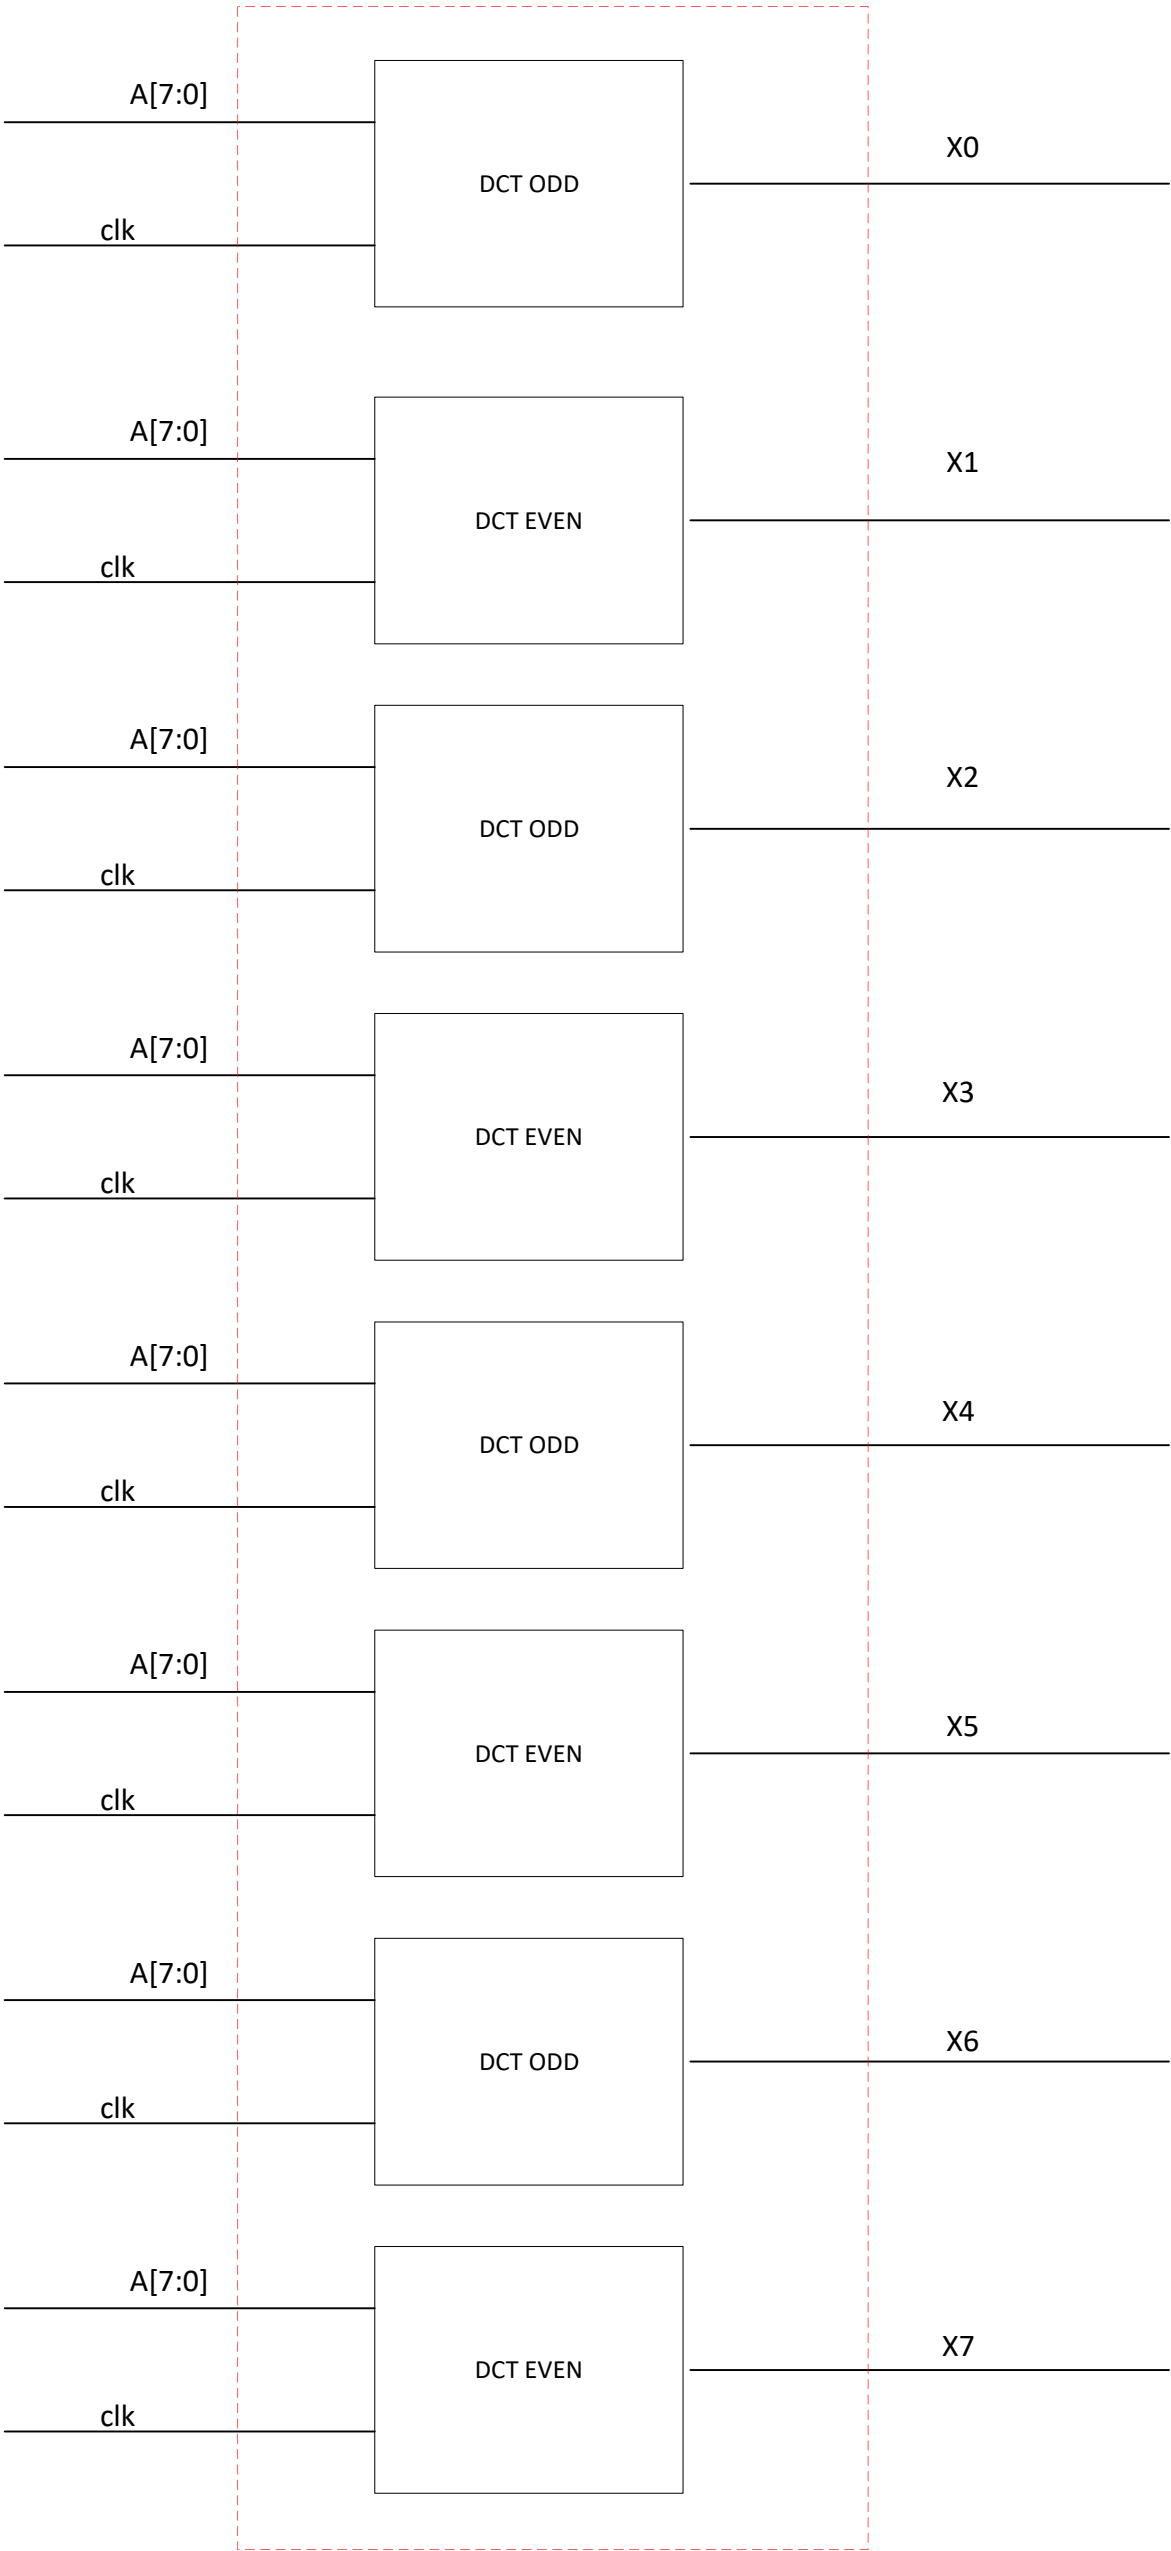 A[7:0]
X0
DCT ODD
clk
A[7:0]
X1
DCT EVEN
clk
A[7:0]
X2
DCT ODD
clk
A[7:0]
X3
DCT EVEN
clk
A[7:0]
X4
DCT ODD
clk
A[7:0]
X5
DCT EVEN
clk
A[7:0]
X6
DCT ODD
clk
A[7:0]
X7
DCT EVEN
clk